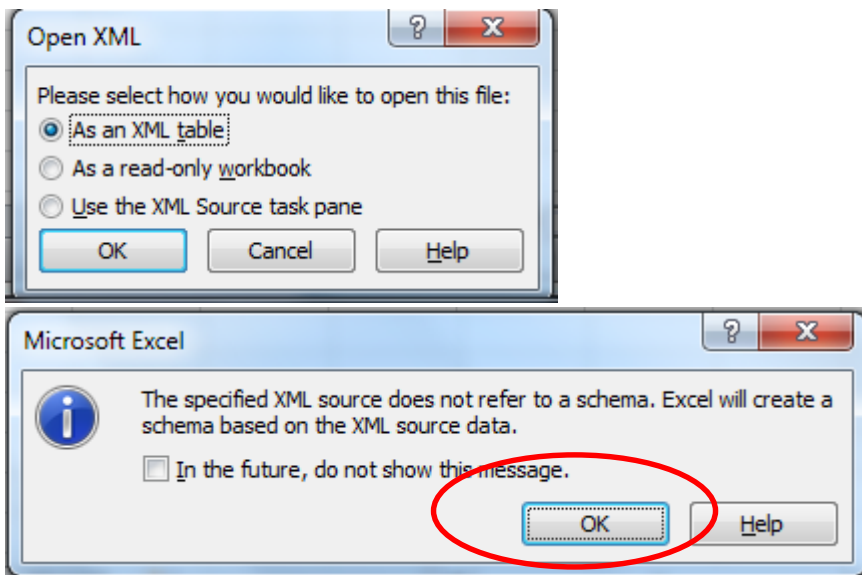 Open XML
Please select how you would like to open this file:
As an XML table
As a read-only workbook
Use the XML Source task pane
OK Cancel Help
Microsoft Excel
The specified XML source does not refer to a schema. Excel will create a
schema based on the XML source data.
In the future, do not show this message.
OK Help